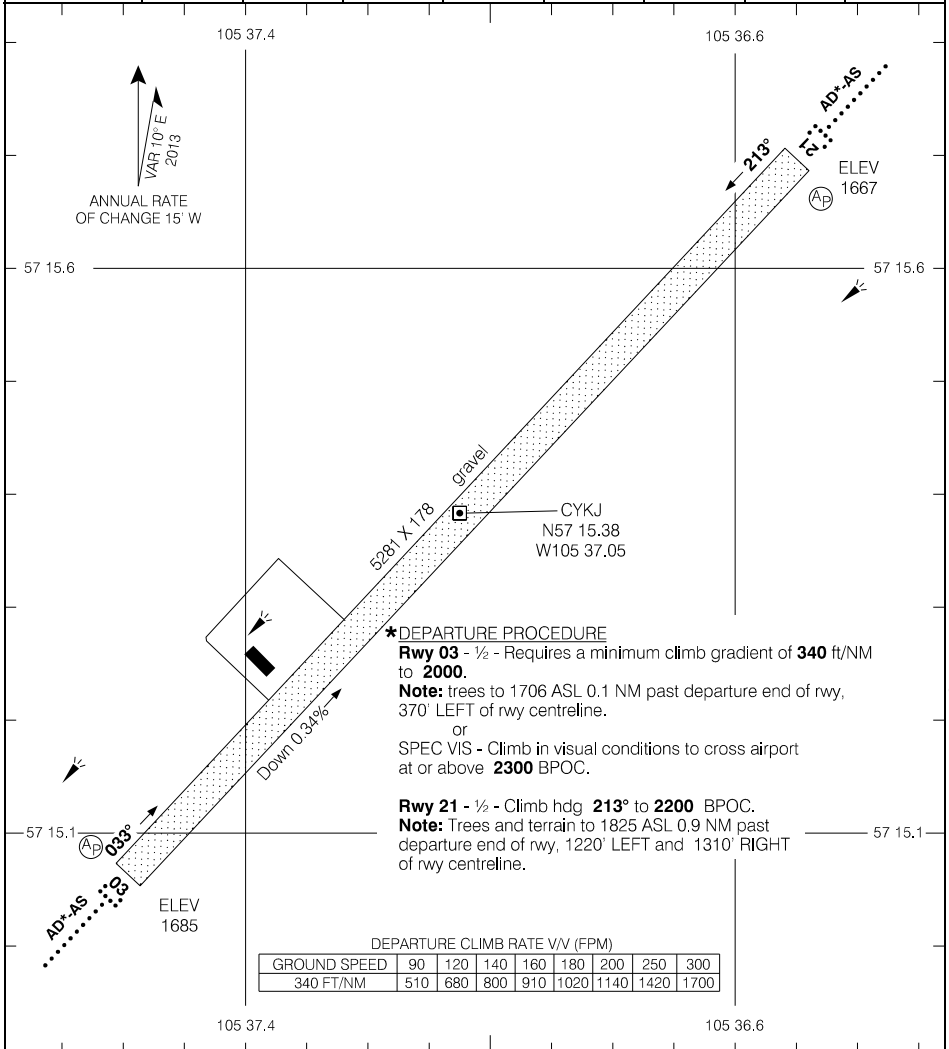 105 37.4
105 36.6
AD*-AS
VAR 10° E
2013
213°
21
ELEV
1667
AP
ANNUAL RATE
OF CHANGE 15' W
57 15.6
57 15.6
gravel
5281 X 178
CYKJ
N57 15.38
W105 37.05
*DEPARTURE PROCEDURE
Rwy 03 - ½ - Requires a minimum climb gradient of 340 ft/NM
to 2000.
Note: trees to 1706 ASL 0.1 NM past departure end of rwy,
370' LEFT of rwy centreline.
or
SPEC VIS - Climb in visual conditions to cross airport
at or above 2300 BPOC.
Down 0.34%
Rwy 21 - ½ - Climb hdg 213° to 2200 BPOC.
Note: Trees and terrain to 1825 ASL 0.9 NM past
departure end of rwy, 1220' LEFT and 1310' RIGHT
of rwy centreline.
57 15.1
57 15.1
AP
033°
03
AD*-AS
ELEV
1685
DEPARTURE CLIMB RATE V/V (FPM)
GROUND SPEED 90 120 140 160 180 200 250 300
340 FT/NM 510 680 800 910 1020 1140 1420 1700
105 37.4
105 36.6